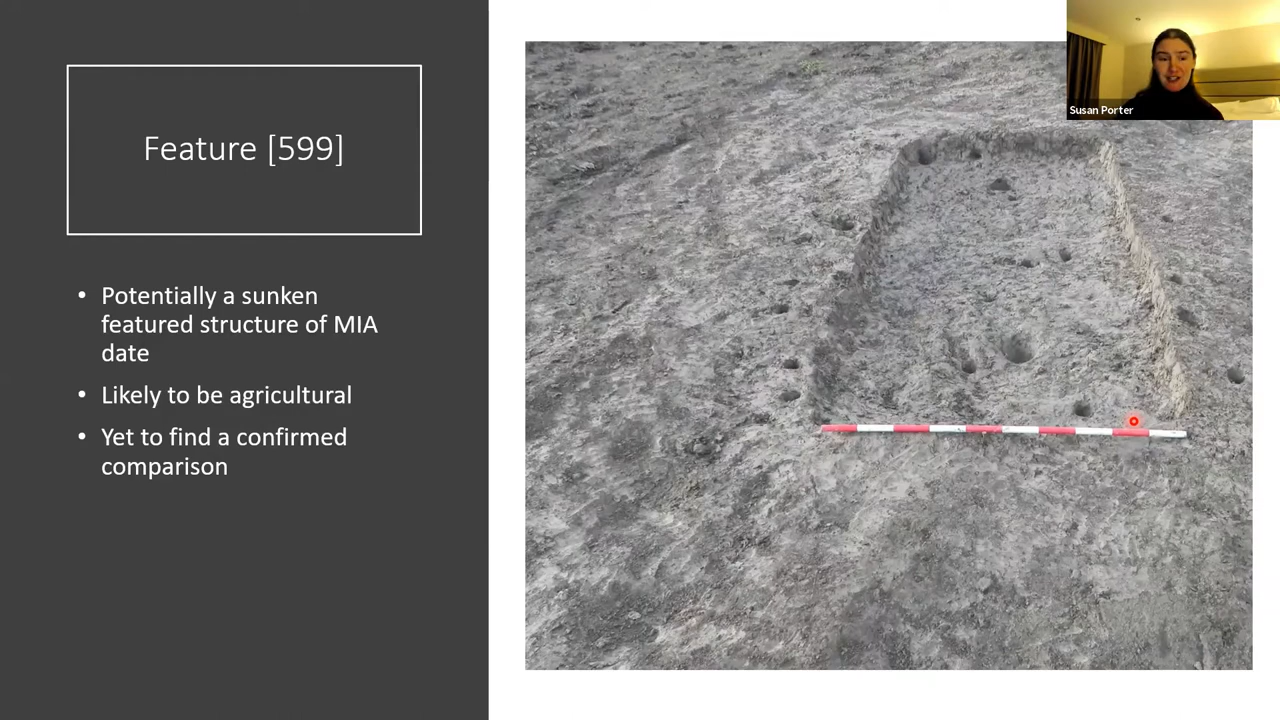 Feature [599]
• Potentially a sunken
featured structure of MIA
date
• Likely to be agricultural
• Yet to find a confirmed
comparison
Susan Porter